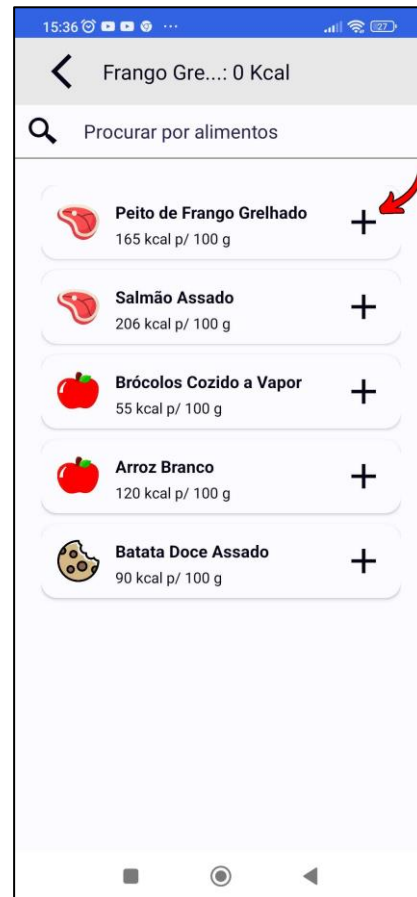 15:36
27
Frango Gre...: 0 Kcal
Procurar por alimentos
Peito de Frango Grelhado
165 kcal p/ 100 g
Salmão Assado
206 kcal p/ 100 g
Brócolos Cozido a Vapor
55 kcal p/ 100 g
Arroz Branco
120 kcal p/ 100 g
Batata Doce Assado
90 kcal p/ 100 g